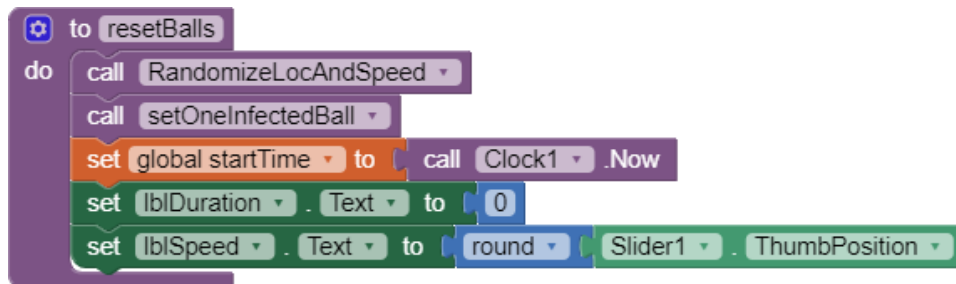 to resetBalls
do call RandomizeLocAndSpeed
call setOneInfectedBall
set global startTime to call Clock1 .Now
set lblDuration . Text to 0
set lblSpeed . Text to round Slider1 . ThumbPosition